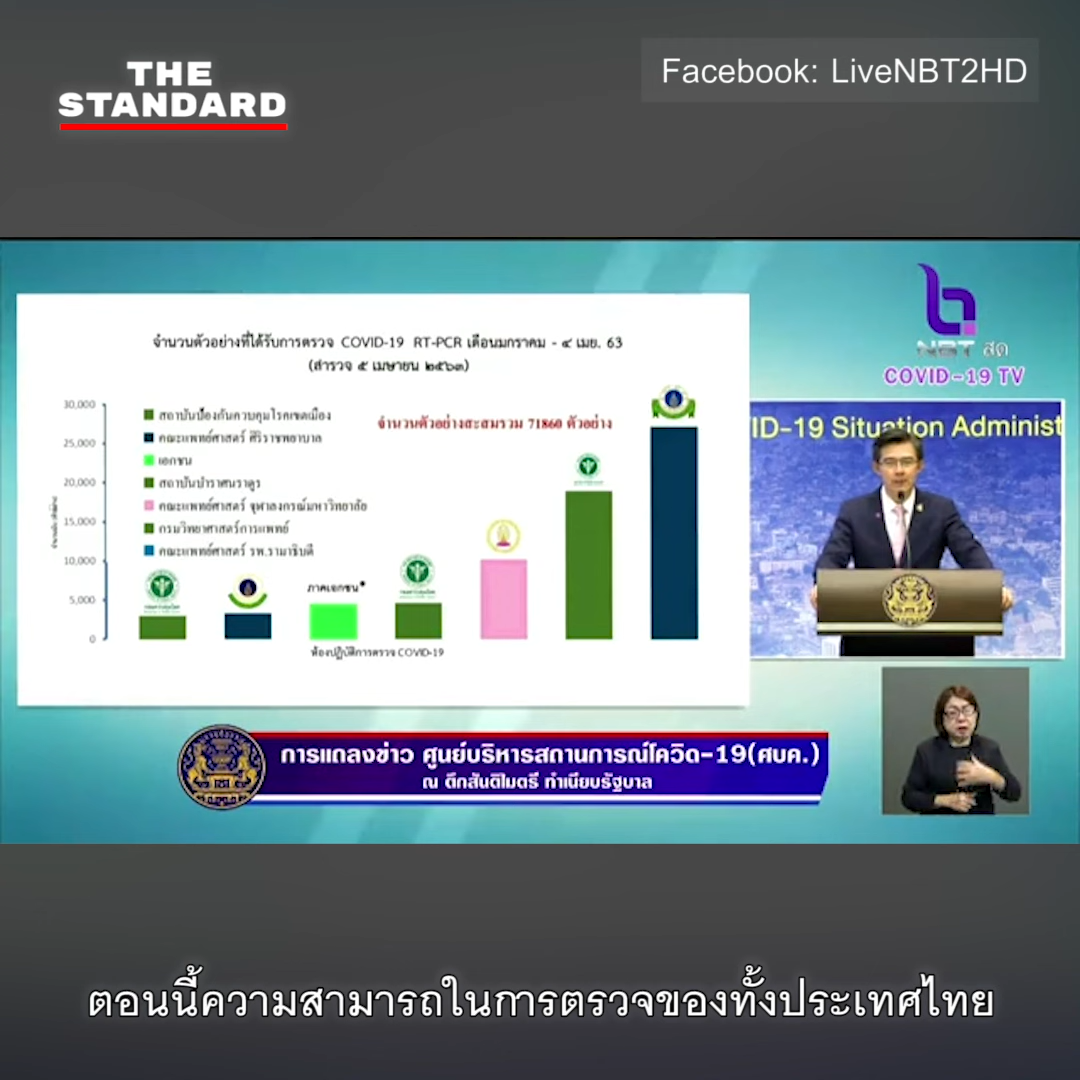 THE
STANDARD
Facebook: LiveNBT2HD
NBT สด
COVID-19 TV
จำนวนตัวอย่างที่ได้รับการตรวจ COVID-19 RT-PCR เดือนมกราคม - ๔ เมย. 63
(สำรวจ ๕ เมษายน ๒๕๖๓)
จำนวนตัวอย่างสะสมรวม 71860 ตัวอย่าง
สถาบันป้องกันควบคุมโรคเขตเมือง
คณะแพทย์ศาสตร์ ศิริราชพยาบาล
เอกชน
สถาบันบำราศนราดูร
คณะแพทย์ศาสตร์ จุฬาลงกรณ์มหาวิทยาลัย
กรมวิทยาศาสตร์การแพทย์
คณะแพทย์ศาสตร์ รพ.รามาธิบดี
30,000
25,000
20,000
15,000
10,000
5,000
0
ภาคเอกชน*
ห้องปฏิบัติการตรวจ COVID-19
ID-19 Situation Administ
การแถลงข่าว ศูนย์บริหารสถานการณ์โควิด-19(ศบค.)
ณ ตึกสันติไมตรี ทำเนียบรัฐบาล
ตอนนี้ความสามารถในการตรวจของทั้งประเทศไทย